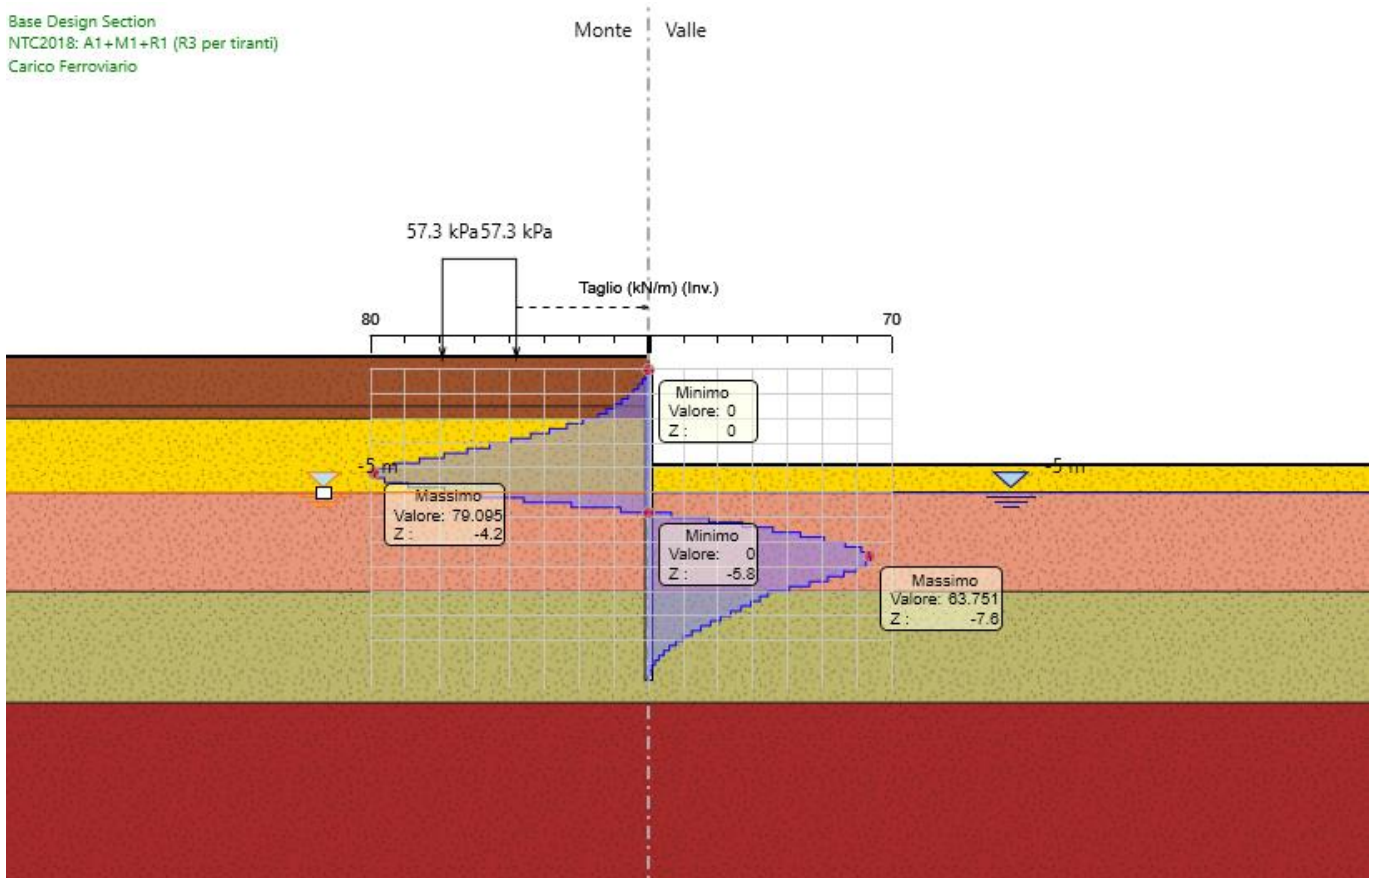 Base Design Section
NTC2018: A1+M1+R1 (R3 per tiranti)
Carico Ferroviario
Monte
Valle
57.3 kPa57.3 kPa
Taglio (kN/m) (Inv.)
80
70
Minimo
Valore: 0
Z : 0
-5 m
-5 m
Massimo
Valore: 79.095
Z : -4.2
Minimo
Valore: 0
Z : -5.8
Massimo
Valore: 63.751
Z : -7.6